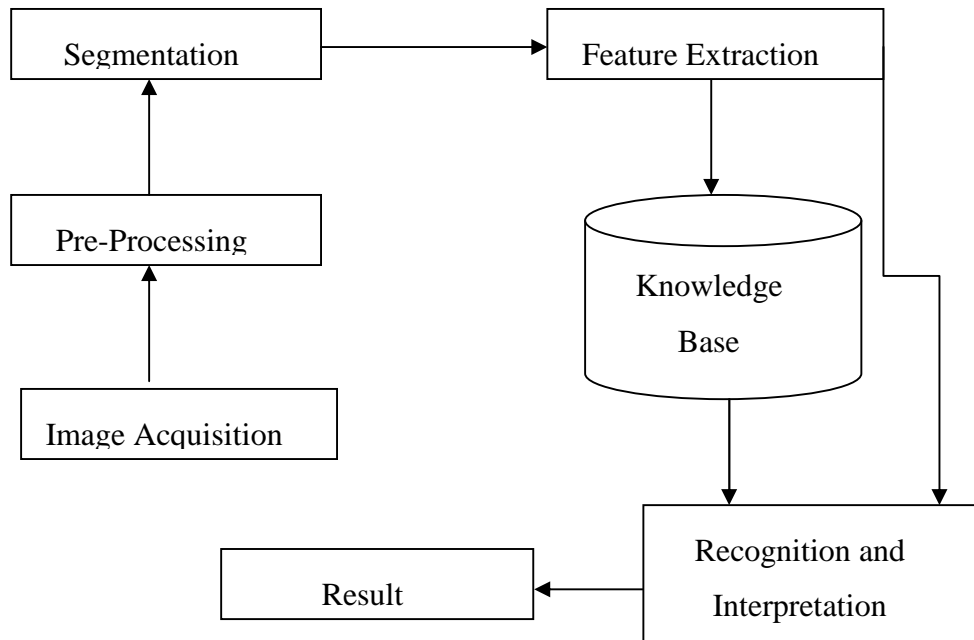 Segmentation
Feature Extraction
Pre-Processing
Knowledge
Base
Image Acquisition
Recognition and
Interpretation
Result